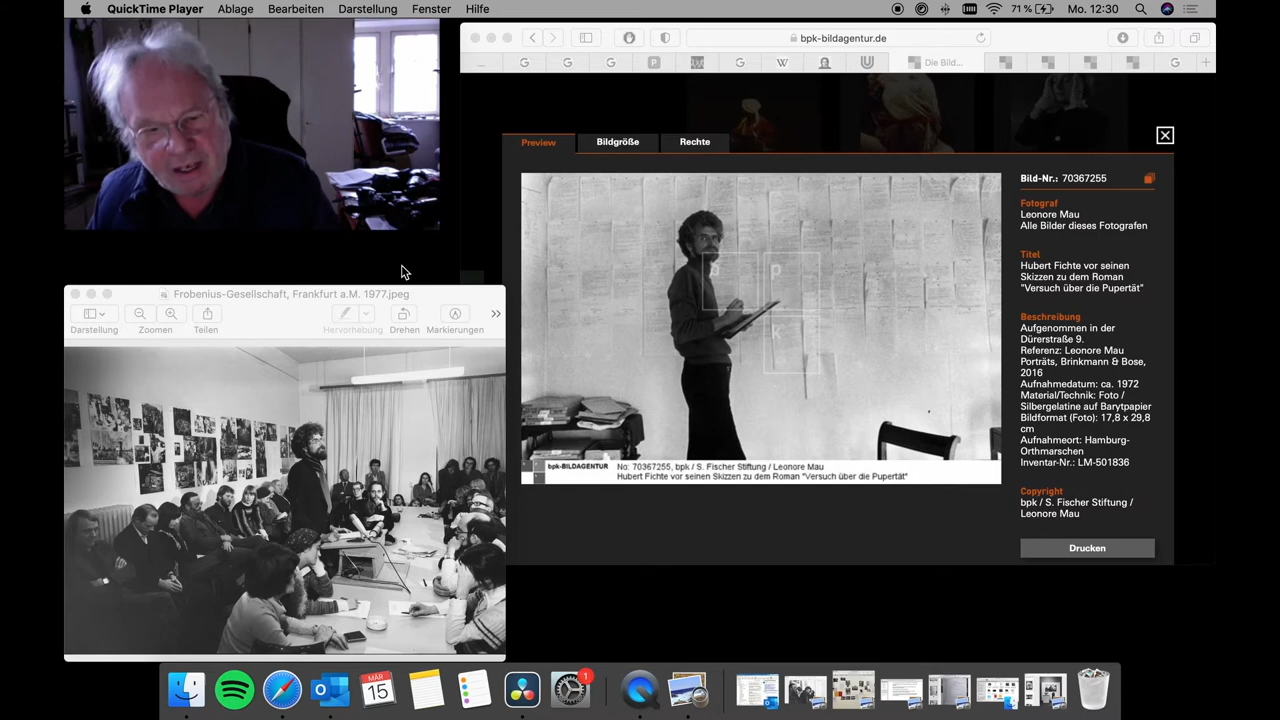 QuickTime Player Ablage Bearbeiten Darstellung Fenster Hilfe 71 % Mo. 12:30
bpk-bildagentur.de
G G G P G W U Die Bild... G
Preview Bildgröße Rechte
Bild-Nr.: 70367255
Fotograf
Leonore Mau
Alle Bilder dieses Fotografen
Titel
Hubert Fichte vor seinen
Skizzen zu dem Roman
"Versuch über die Pupertät"
Beschreibung
Aufgenommen in der
Dürerstraße 9.
Referenz: Leonore Mau
Porträts, Brinkmann & Bose,
2016
Aufnahmedatum: ca. 1972
Material/Technik: Foto /
Silbergelatine auf Barytpapier
Bildformat (Foto): 17,8 x 29,8
cm
Aufnahmeort: Hamburg-
Orthmarschen
Inventar-Nr.: LM-501836
Copyright
bpk / S. Fischer Stiftung /
Leonore Mau
Drucken
b p
k
bpk-BILDAGENTUR No: 70367255, bpk / S. Fischer Stiftung / Leonore Mau
Hubert Fichte vor seinen Skizzen zu dem Roman "Versuch über die Pupertät"
Frobenius-Gesellschaft, Frankfurt a.M. 1977.jpeg
Darstellung Zoomen Teilen Hervorhebung Drehen Markierungen
MÄR
15
1